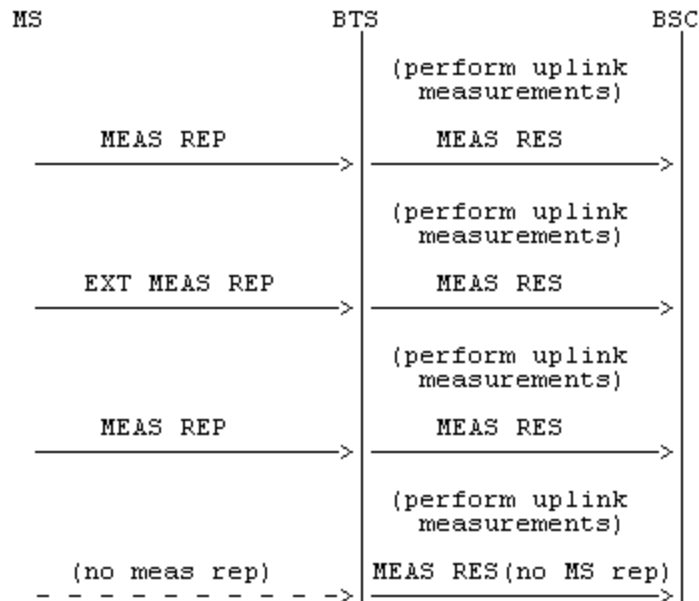 MS BTS BSC
(perform uplink
measurements)
MEAS REP MEAS RES
(perform uplink
measurements)
EXT MEAS REP MEAS RES
(perform uplink
measurements)
MEAS REP MEAS RES
(perform uplink
measurements)
(no meas rep) MEAS RES(no MS rep)